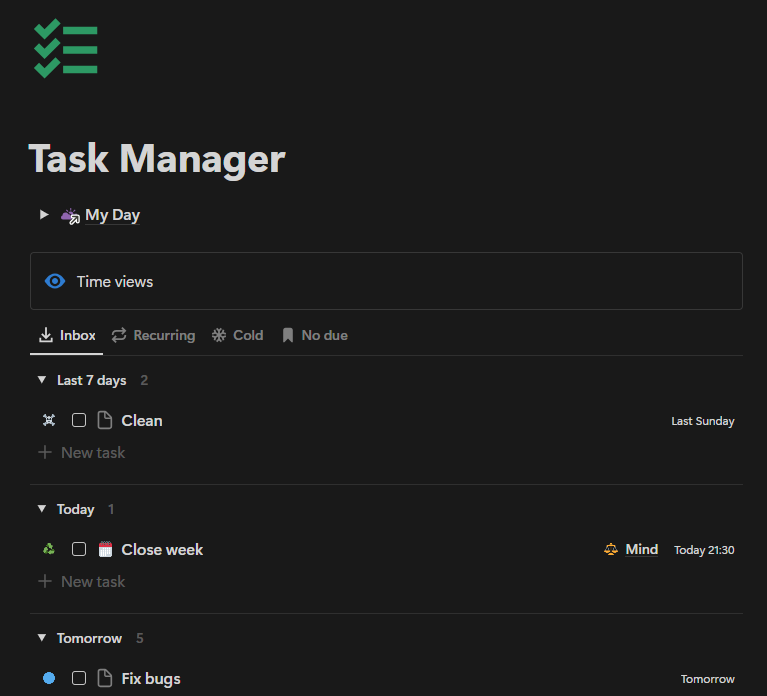 Task Manager
My Day
Time views
Inbox Recurring Cold No due
Last 7 days 2
Clean Last Sunday
New task
Today 1
Close week Mind Today 21:30
New task
Tomorrow 5
Fix bugs Tomorrow